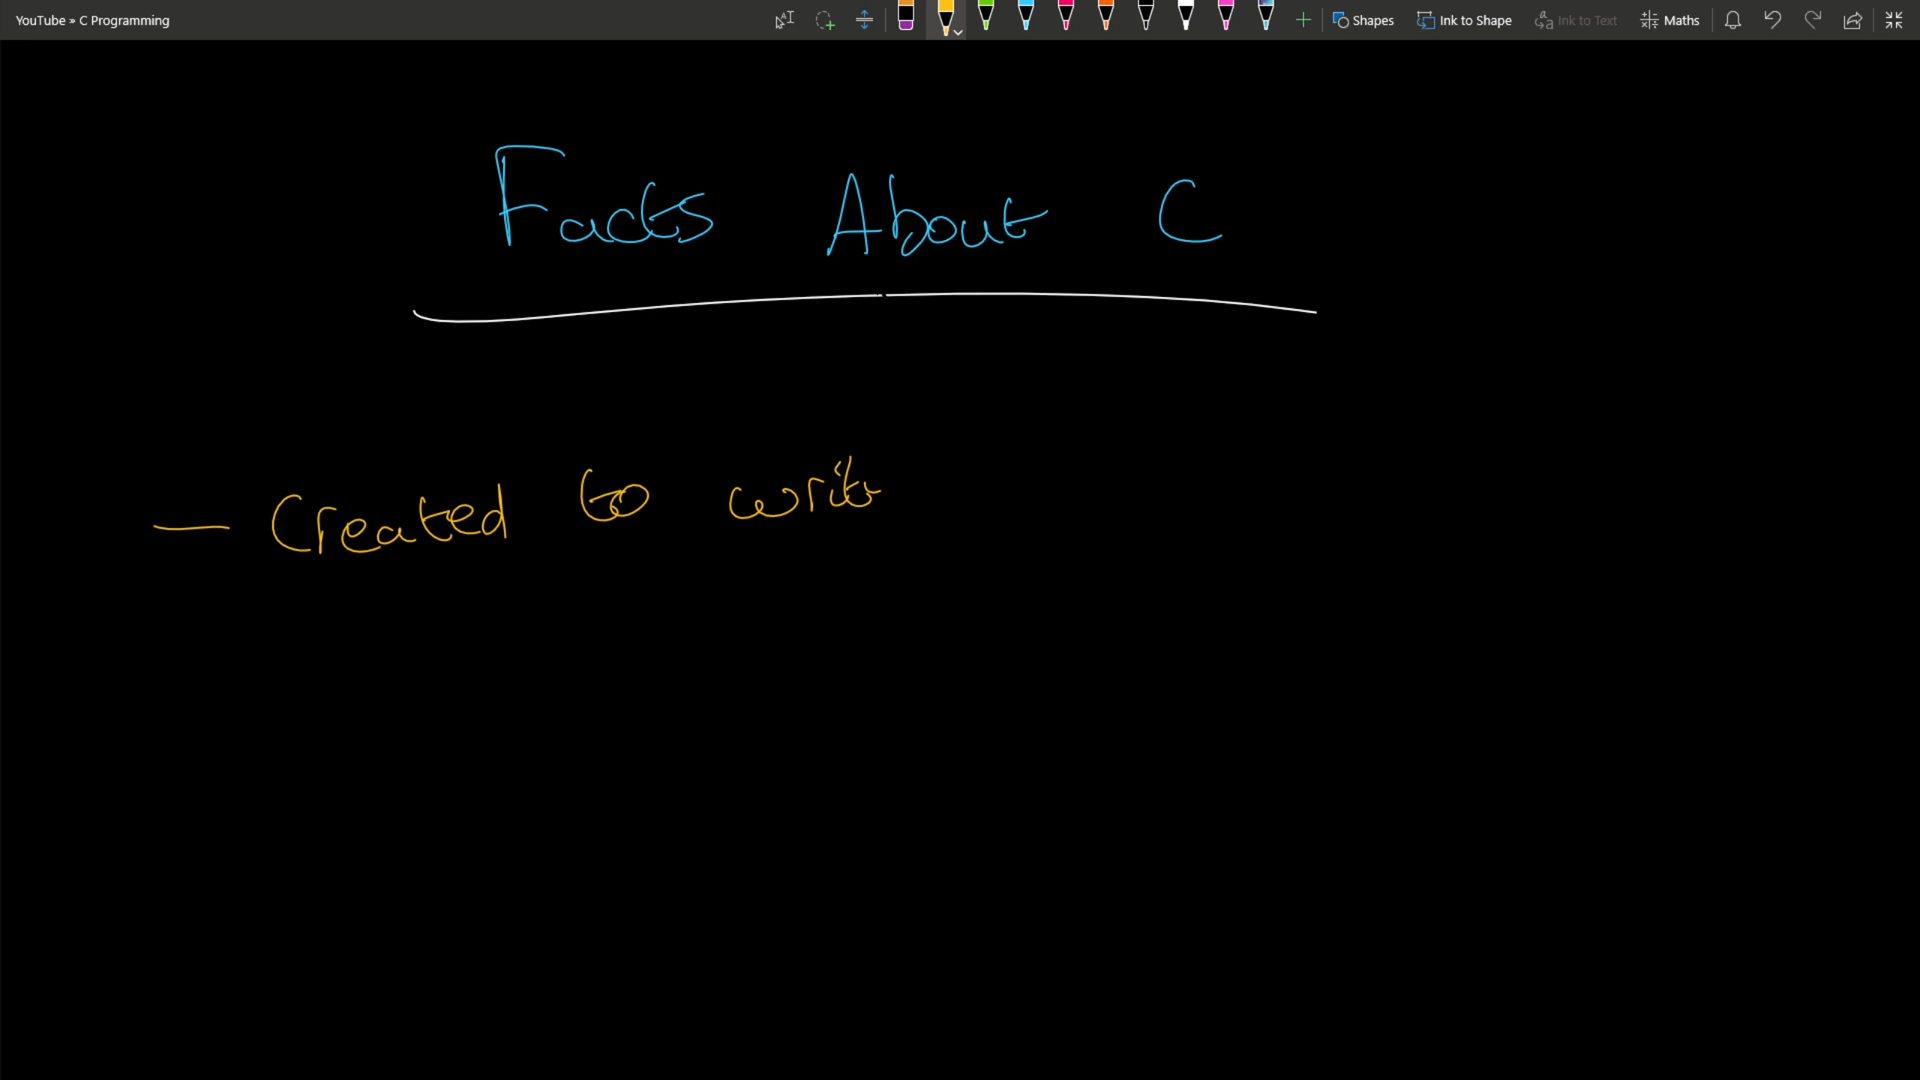 YouTube » C Programming
Shapes Ink to Shape Ink to Text Maths
Facts About C
— Created to write